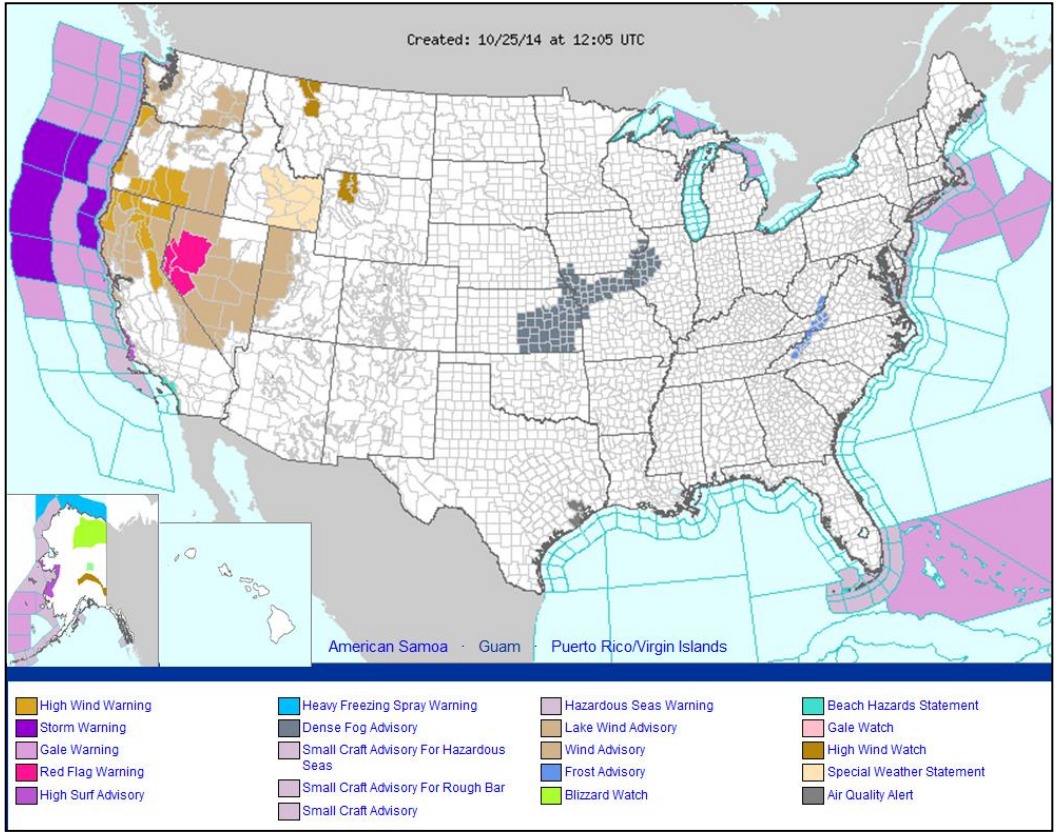 Created: 10/25/14 at 12:05 UTC
American Samoa · Guam · Puerto Rico/Virgin Islands
High Wind Warning
Storm Warning
Gale Warning
Red Flag Warning
High Surf Advisory
Heavy Freezing Spray Warning
Dense Fog Advisory
Small Craft Advisory For Hazardous
Seas
Small Craft Advisory For Rough Bar
Small Craft Advisory
Hazardous Seas Warning
Lake Wind Advisory
Wind Advisory
Frost Advisory
Blizzard Watch
Beach Hazards Statement
Gale Watch
High Wind Watch
Special Weather Statement
Air Quality Alert